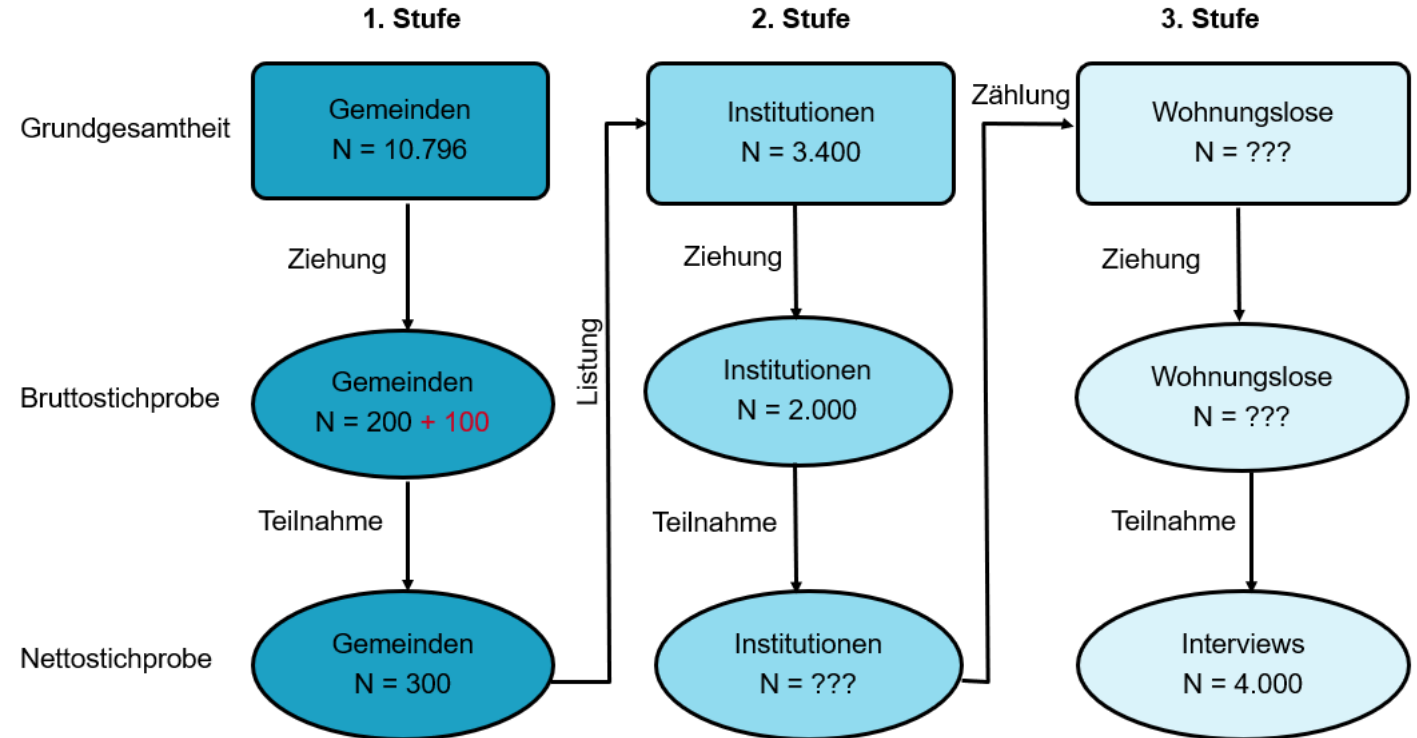 1. Stufe
2. Stufe
3. Stufe
Grundgesamtheit
Gemeinden
N = 10.796
Institutionen
N = 3.400
Zählung
Wohnungslose
N = ???
Ziehung
Ziehung
Ziehung
Listung
Bruttostichprobe
Gemeinden
N = 200 + 100
Institutionen
N = 2.000
Wohnungslose
N = ???
Teilnahme
Teilnahme
Teilnahme
Nettostichprobe
Gemeinden
N = 300
Institutionen
N = ???
Interviews
N = 4.000